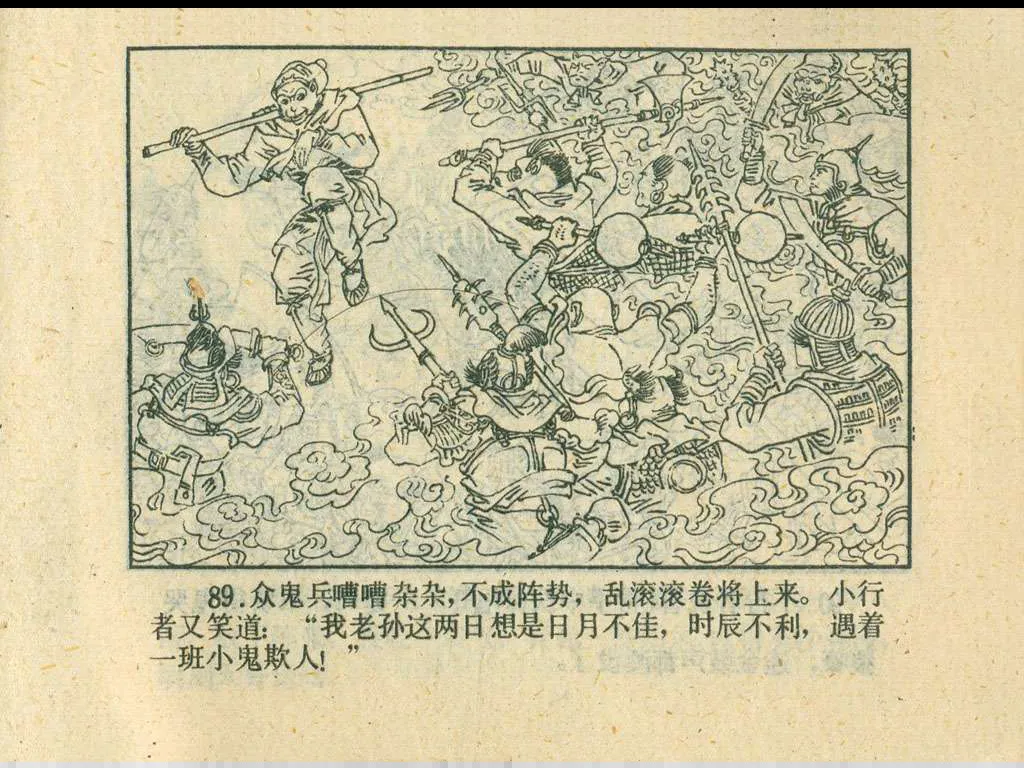 89.众鬼兵嘈嘈杂杂，不成阵势，乱滚滚卷将上来。小行
者又笑道：“我老孙这两日想是日月不佳，时辰不利，遇着
一班小鬼欺人！”